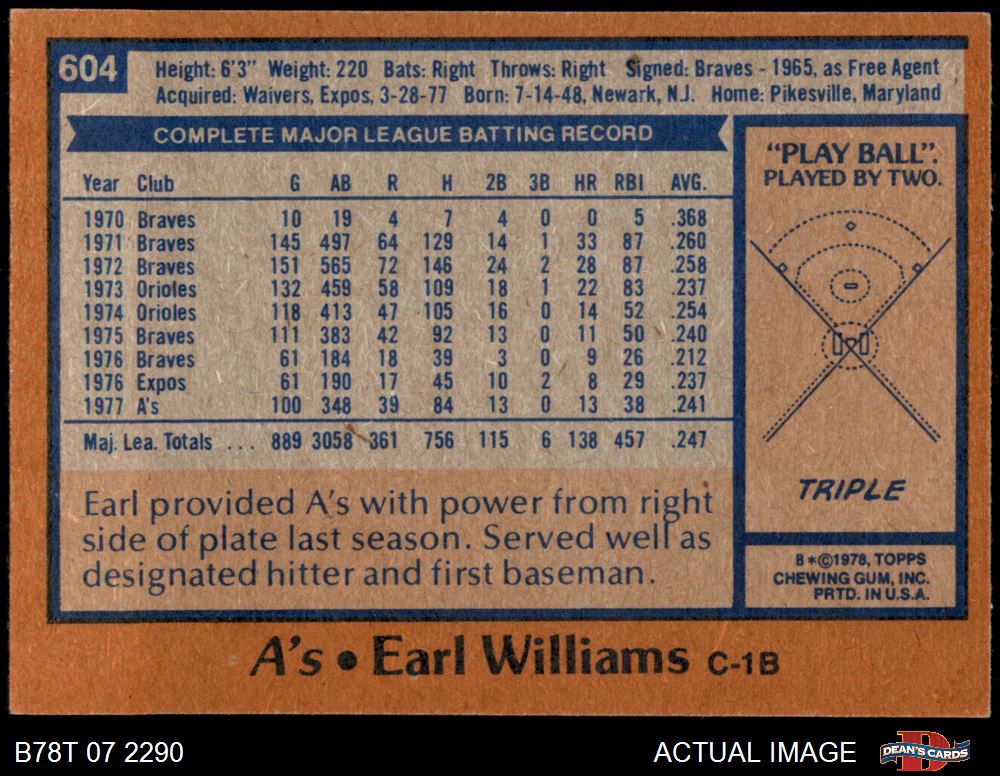 604
Height: 6'3" Weight: 220 Bats: Right Throws: Right Signed: Braves - 1965, as Free Agent
Acquired: Waivers, Expos, 3-28-77 Born: 7-14-48, Newark, N.J. Home: Pikesville, Maryland
COMPLETE MAJOR LEAGUE BATTING RECORD
Year Club G AB R H 2B 3B HR RBI AVG.
1970 Braves 10 19 4 7 4 0 0 5 .368
1971 Braves 145 497 64 129 14 1 33 87 .260
1972 Braves 151 565 72 146 24 2 28 87 .258
1973 Orioles 132 459 58 109 18 1 22 83 .237
1974 Orioles 118 413 47 105 16 0 14 52 .254
1975 Braves 111 383 42 92 13 0 11 50 .240
1976 Braves 61 184 18 39 3 0 9 26 .212
1976 Expos 61 190 17 45 10 2 8 29 .237
1977 A's 100 348 39 84 13 0 13 38 .241
Maj. Lea. Totals ... 889 3058 361 756 115 6 138 457 .247
Earl provided A's with power from right
side of plate last season. Served well as
designated hitter and first baseman.
"PLAY BALL".
PLAYED BY TWO.
TRIPLE
B*©1978, TOPPS
CHEWING GUM, INC.
PRTD. IN U.S.A.
A's • Earl Williams C-1B
B78T 07 2290
ACTUAL IMAGE
DEAN'S CARDS